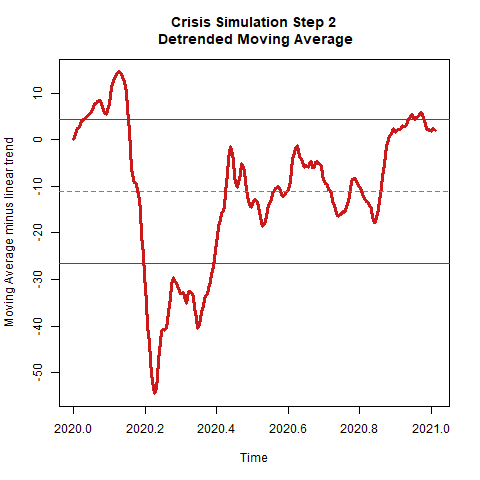 Crisis Simulation Step 2
Detrended Moving Average
Moving Average minus linear trend
10
0
-10
-20
-30
-40
-50
2020.0 2020.2 2020.4 2020.6 2020.8 2021.0
Time